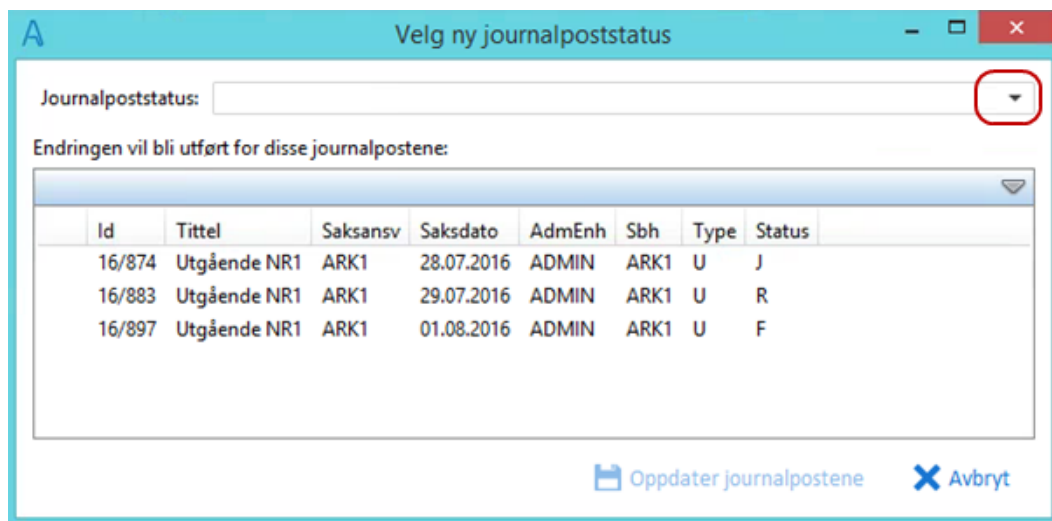 Velg ny journalpoststatus
Journalpoststatus:
Endringen vil bli utført for disse journalpostene:
Id Tittel Saksansv Saksdato AdmEnh Sbh Type Status
16/874 Utgående NR1 ARK1 28.07.2016 ADMIN ARK1 U J
16/883 Utgående NR1 ARK1 29.07.2016 ADMIN ARK1 U R
16/897 Utgående NR1 ARK1 01.08.2016 ADMIN ARK1 U F
Oppdater journalpostene Avbryt